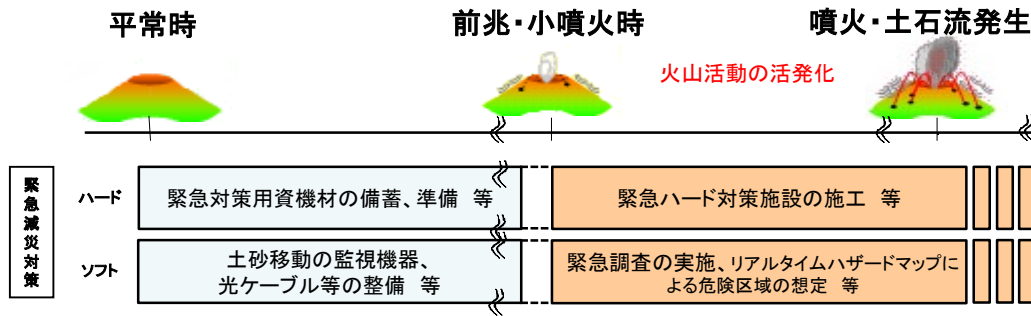 平常時
前兆・小噴火時
噴火・土石流発生
火山活動の活発化
緊急減災対策
ハード
緊急対策用資機材の備蓄、準備 等
緊急ハード対策施設の施工 等
ソフト
土砂移動の監視機器、
光ケーブル等の整備 等
緊急調査の実施、リアルタイムハザードマップに
よる危険区域の想定 等